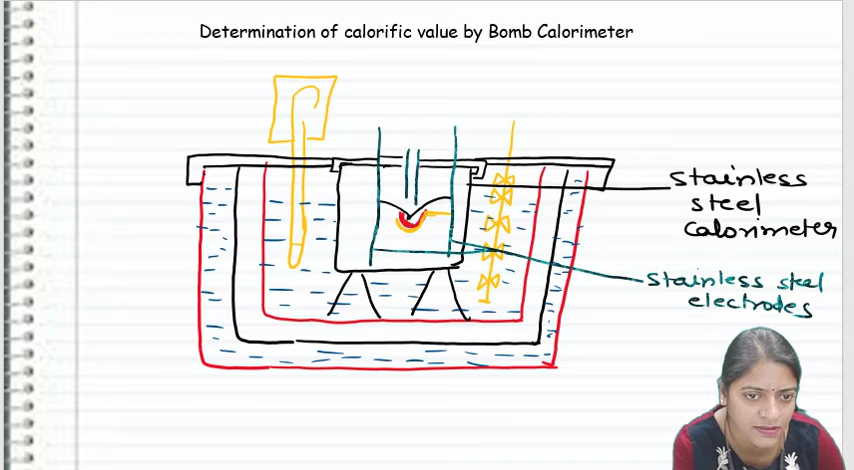 Determination of calorific value by Bomb Calorimeter
Stainless
steel
Calorimeter
Stainless steel
electrodes